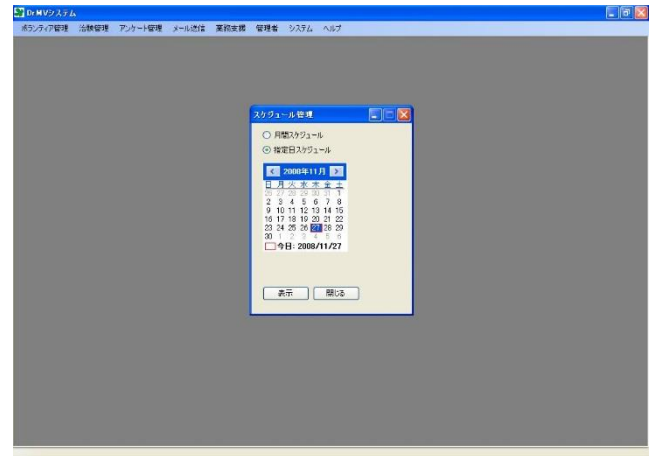 Dr MVシステム
ボランティア管理 治験管理 アンケート管理 メール送信 業務支援 管理者 システム ヘルプ
スケジュール管理
月間スケジュール
指定日スケジュール
2008年11月
日 月 火 水 木 金 土
26 27 28 29 30 31 1
2 3 4 5 6 7 8
9 10 11 12 13 14 15
16 17 18 19 20 21 22
23 24 25 26 27 28 29
30 1 2 3 4 5 6
今日: 2008/11/27
表示 閉じる